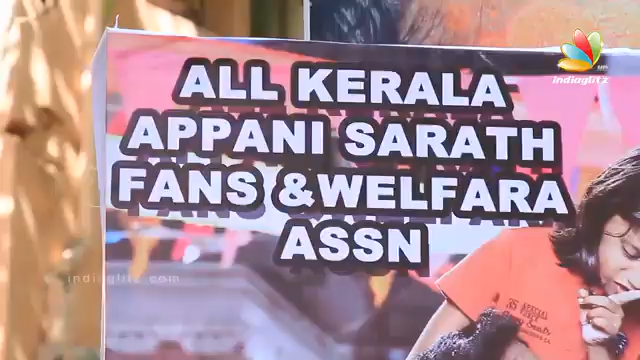 ALL KERALA
APPANI SARATH
FANS & WELFARA
ASSN
indiaglitz
indiaglitz.com